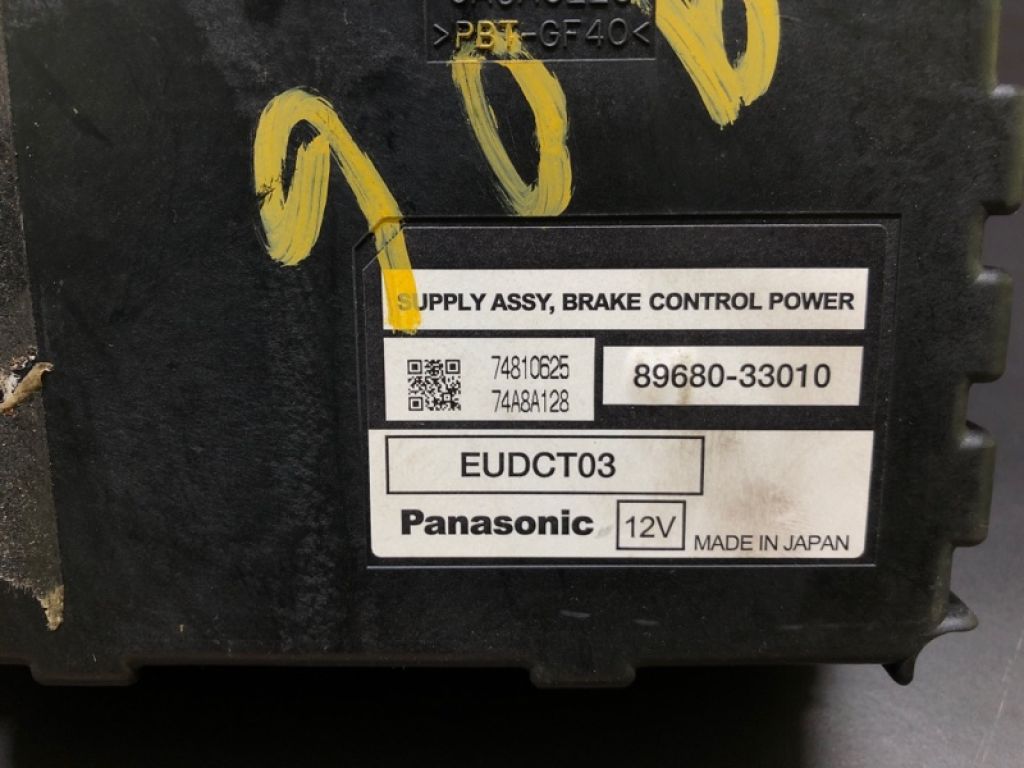 >PBT-GF40<
SUPPLY ASSY, BRAKE CONTROL POWER
74810625
74A8A128
89680-33010
EUDCT03
Panasonic 12V MADE IN JAPAN